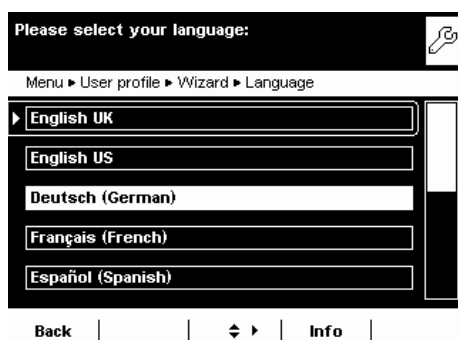 Please select your language:
Menu ▸ User profile ▸ Wizard ▸ Language
English UK
English US
Deutsch (German)
Français (French)
Español (Spanish)
Back
Info